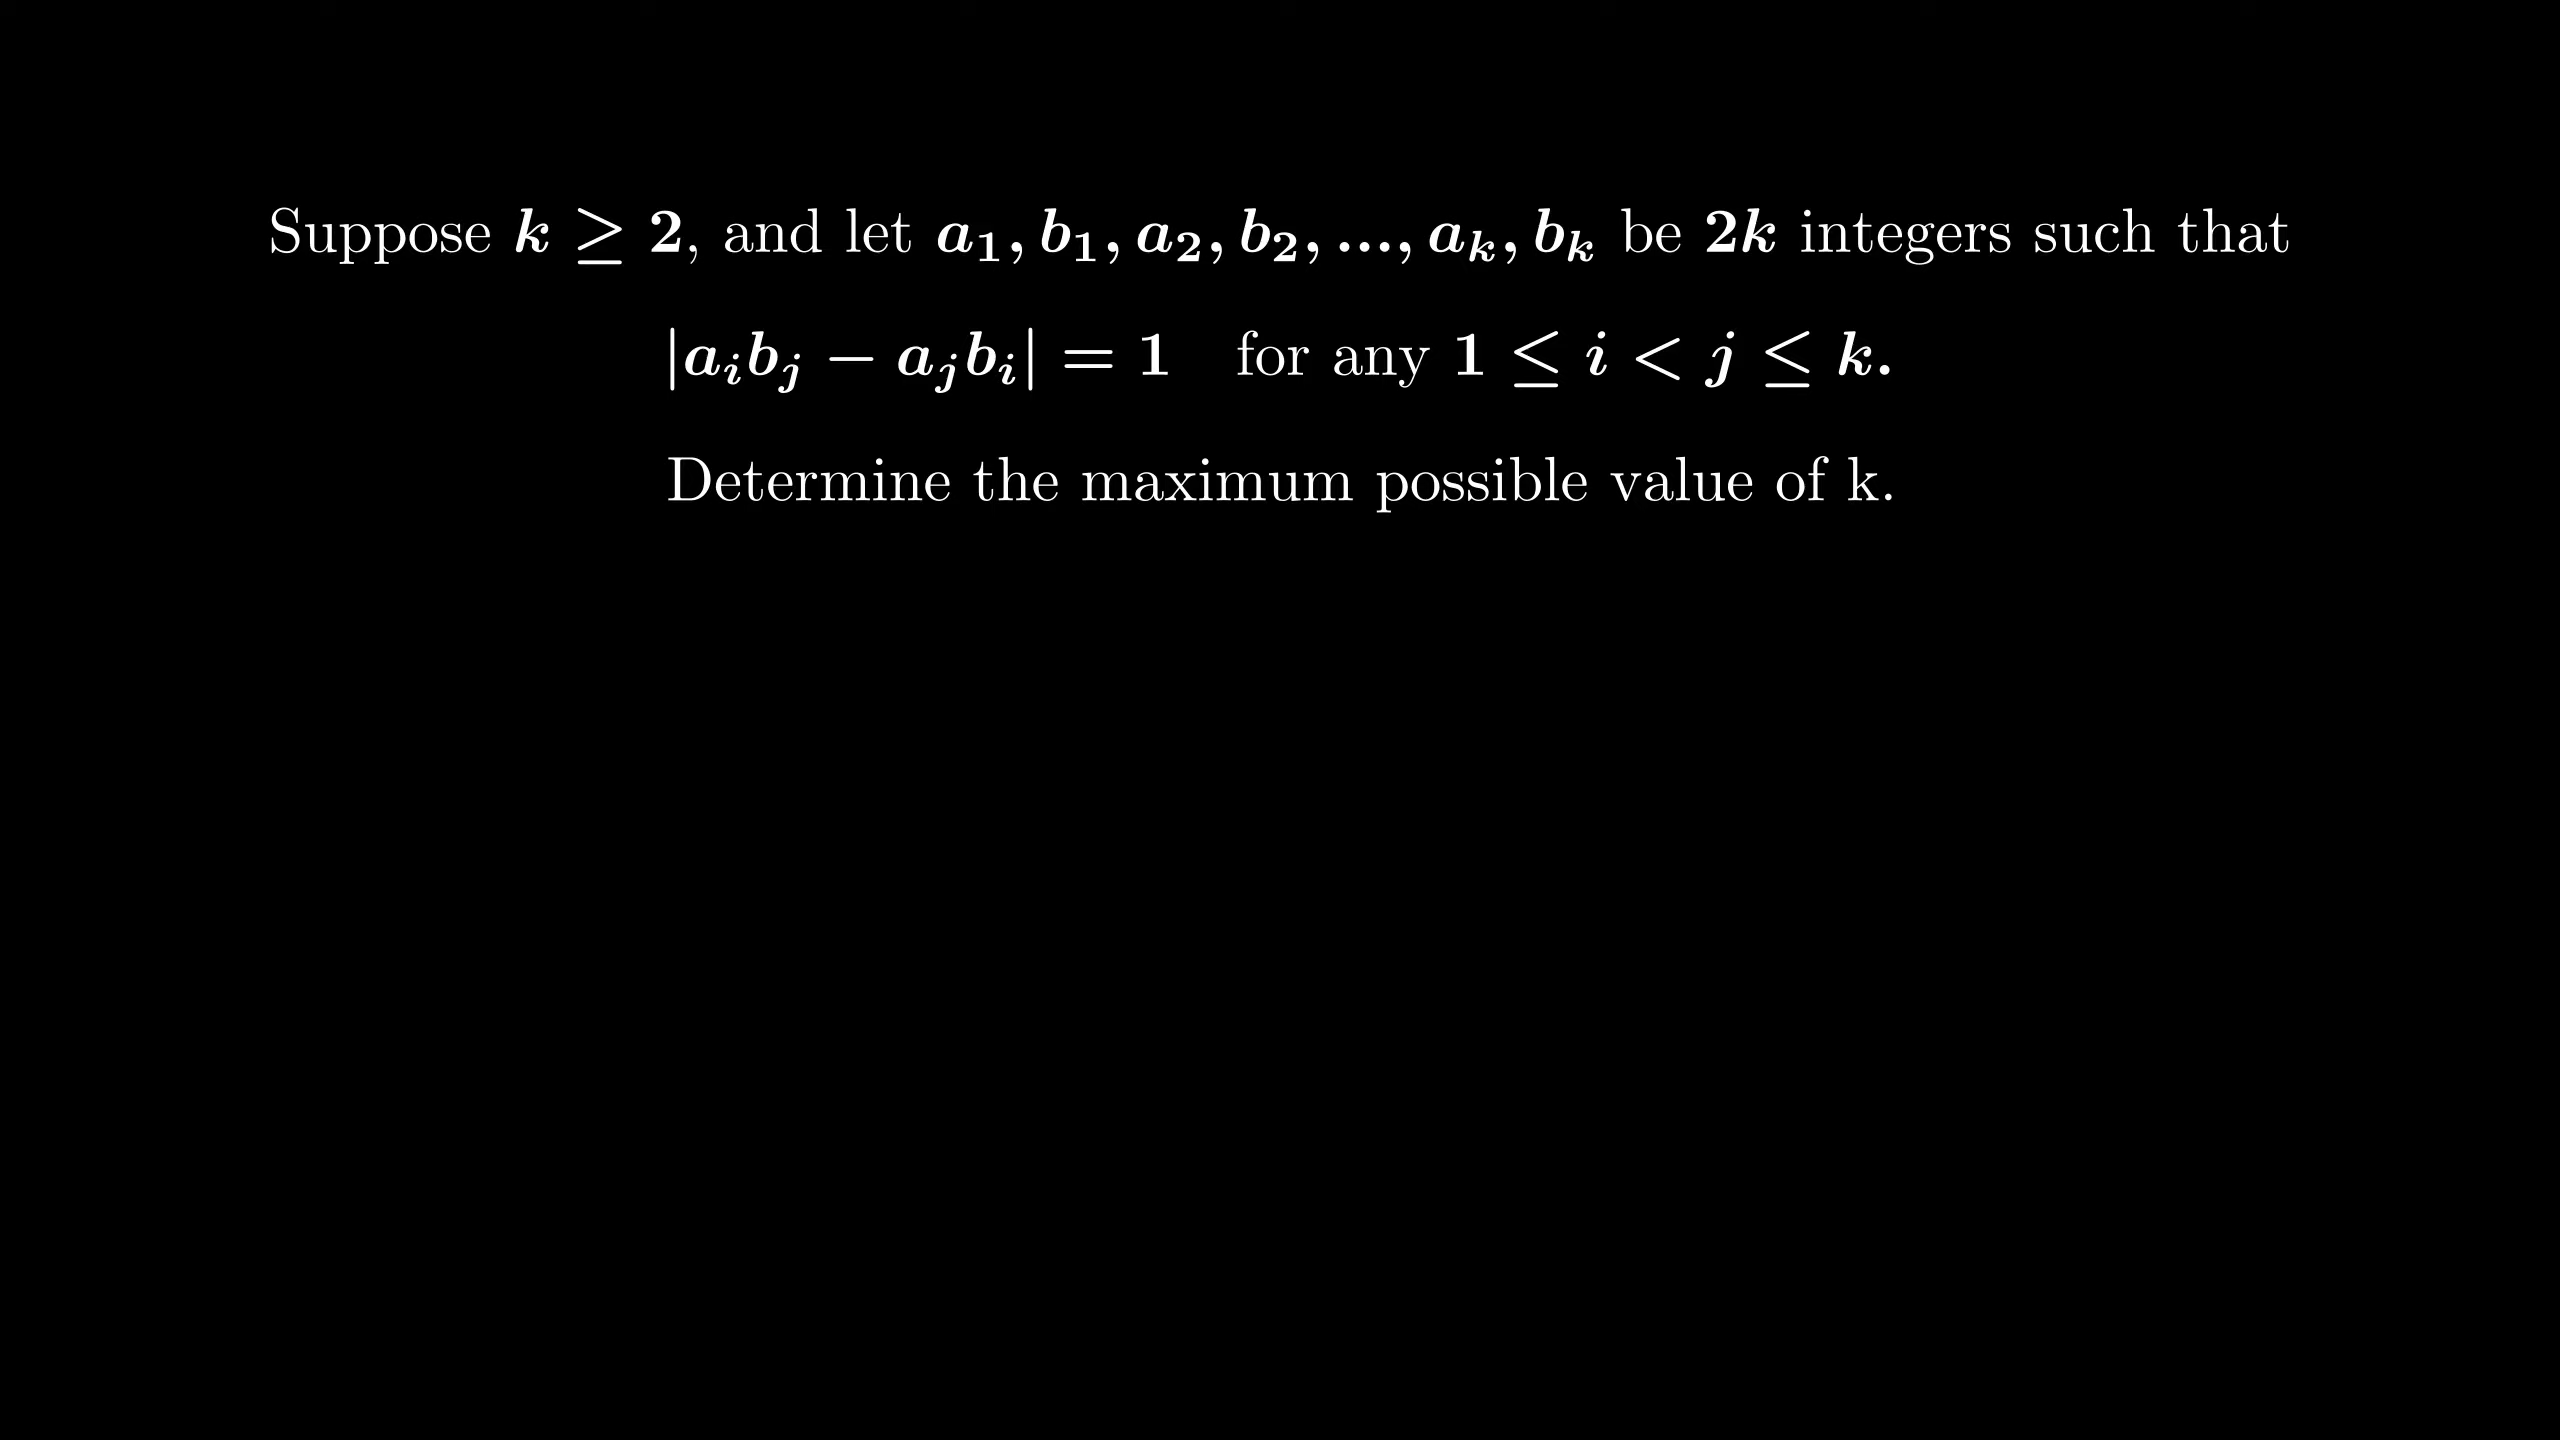 Suppose k ≥ 2, and let a₁, b₁, a₂, b₂, ..., aₖ, bₖ be 2k integers such that
|aᵢbⱼ − aⱼbᵢ| = 1 for any 1 ≤ i < j ≤ k.
Determine the maximum possible value of k.